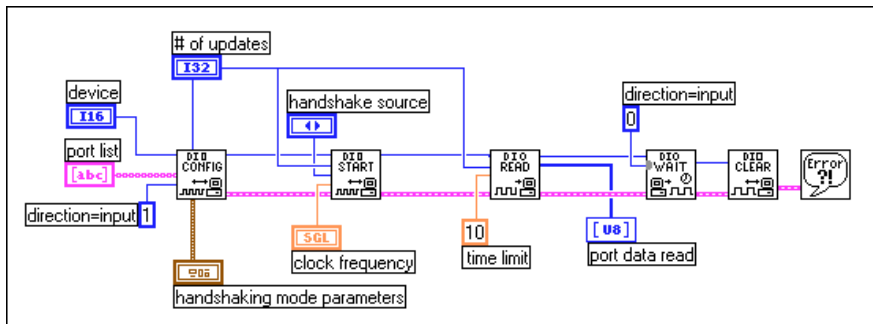 # of updates
I32
device
I16
handshake source
direction=input
0
port list
[abc]
DIO
CONFIG
DIO
START
DIO
READ
DIO
WAIT
DIO
CLEAR
Error
?!
direction=input
1
SGL
10
[U8]
clock frequency
time limit
port data read
handshaking mode parameters